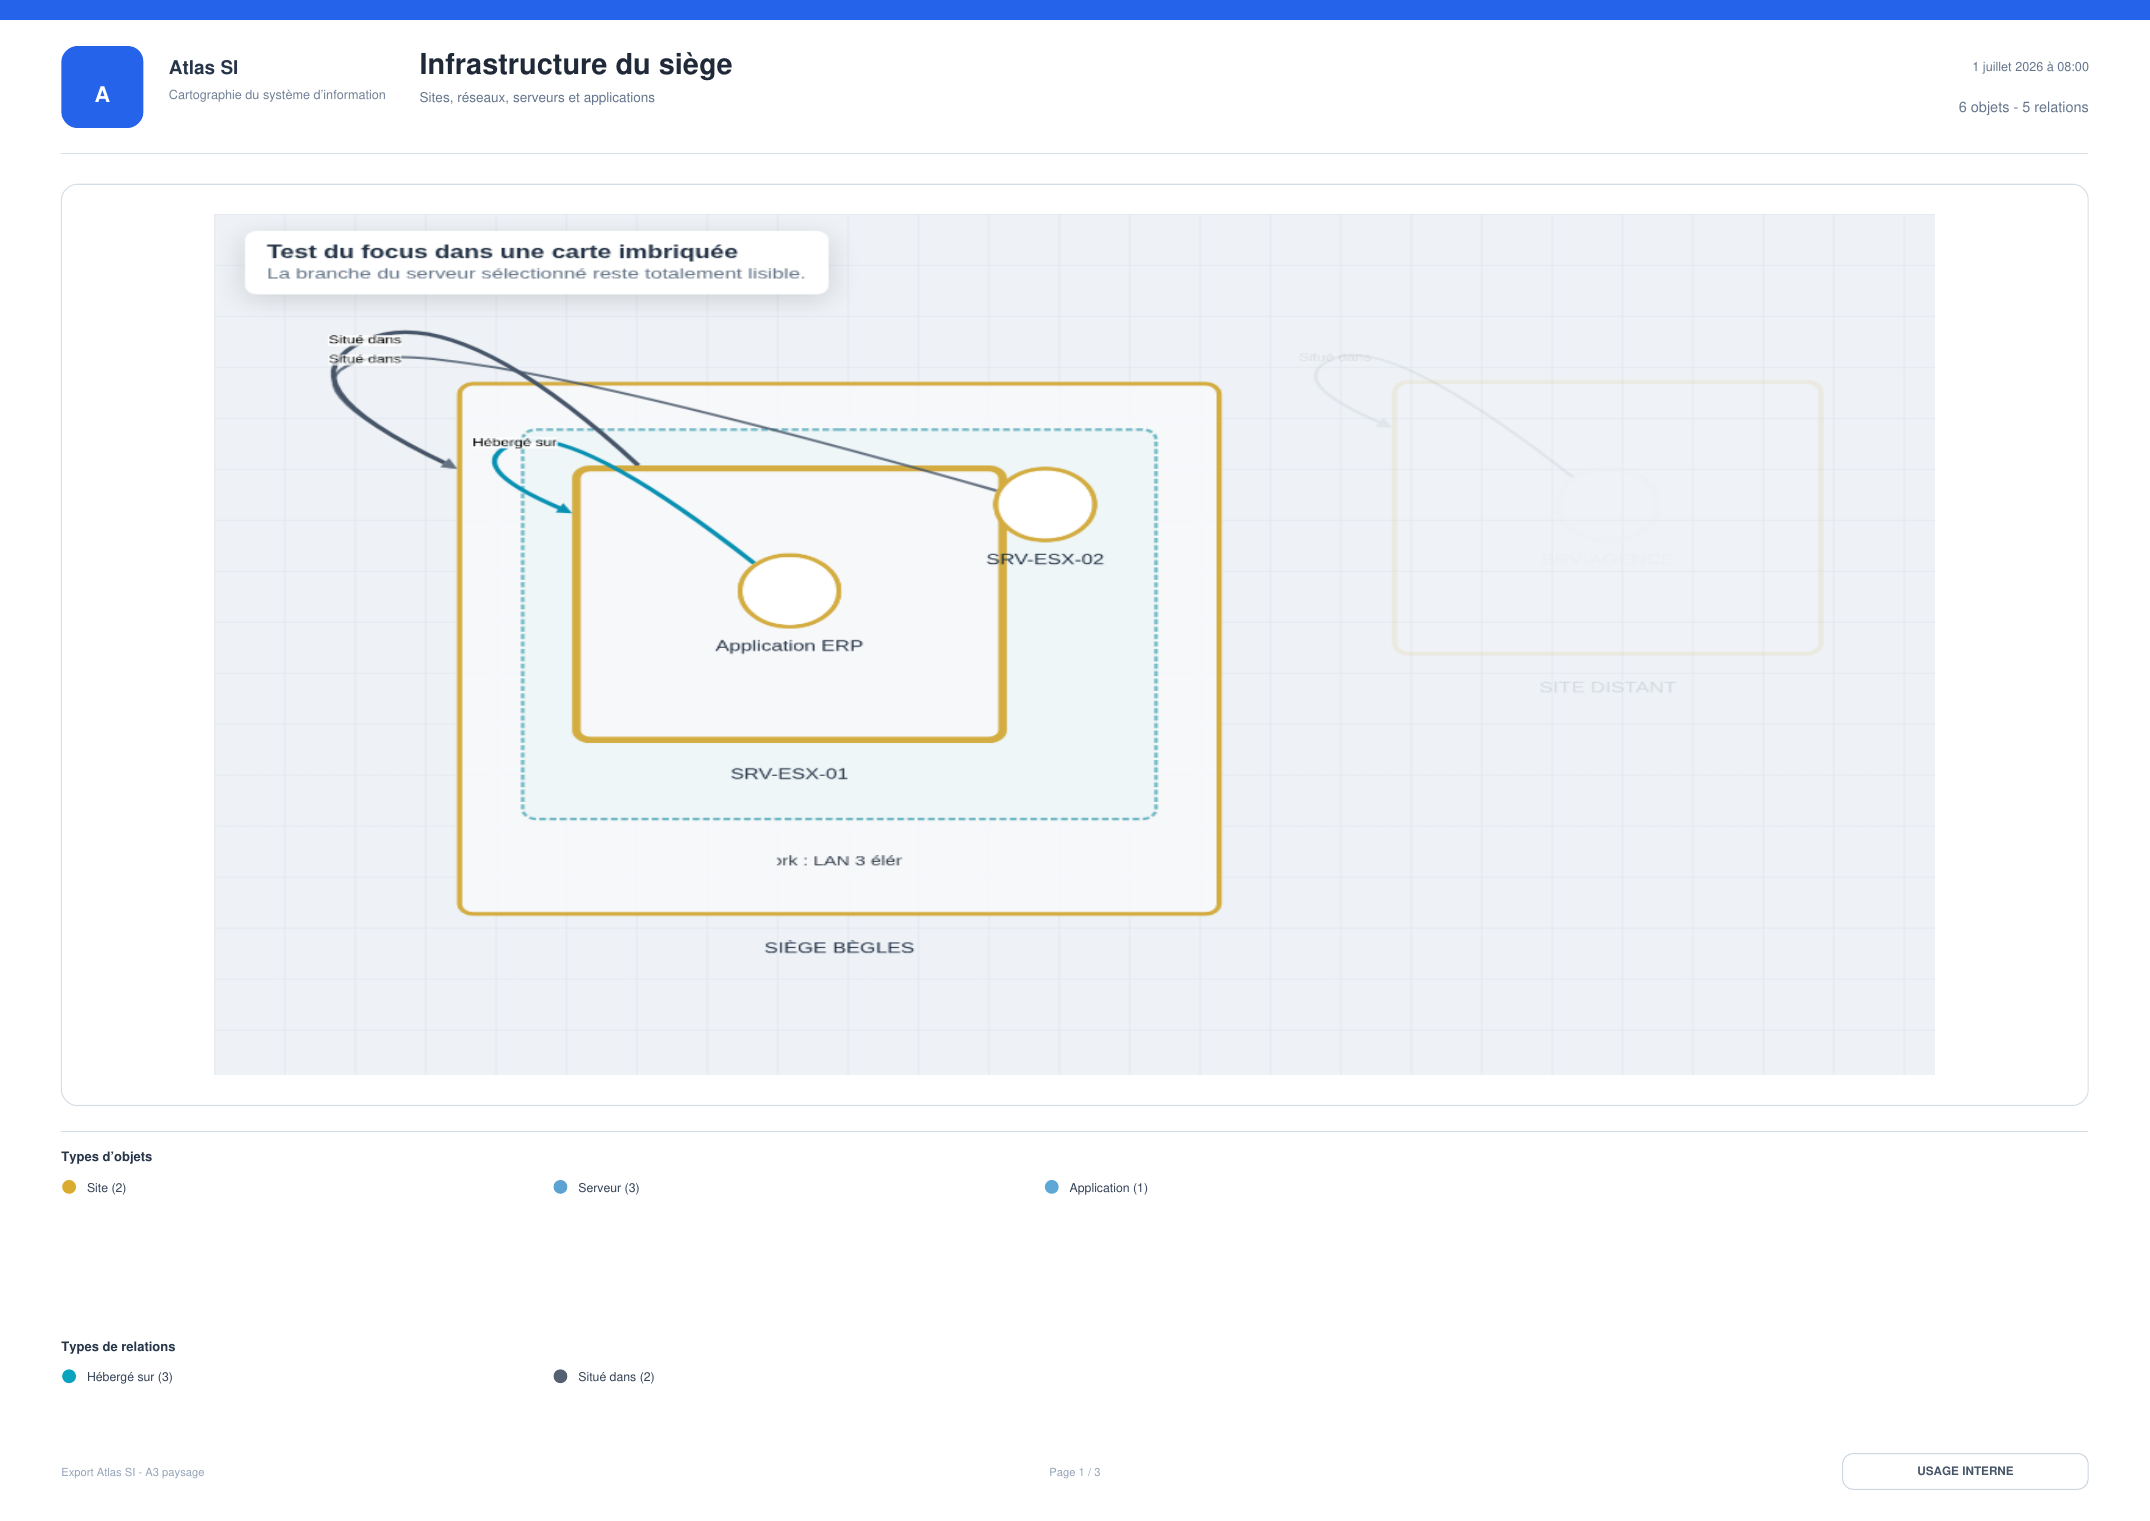 A
Atlas SI
Cartographie du système d'information
Infrastructure du siège
Sites, réseaux, serveurs et applications
1 juillet 2026 à 08:00
6 objets - 5 relations
Test du focus dans une carte imbriquée
La branche du serveur sélectionné reste totalement lisible.
Situé dans
Situé dans
Situé dans
Hébergé sur
SRV-ESX-02
Application ERP
SITE DISTANT
SRV-ESX-01
ork : LAN 3 élér
SIÈGE BÈGLES
Types d'objets
Site (2)
Serveur (3)
Application (1)
Types de relations
Hébergé sur (3)
Situé dans (2)
Export Atlas SI - A3 paysage
Page 1 / 3
USAGE INTERNE